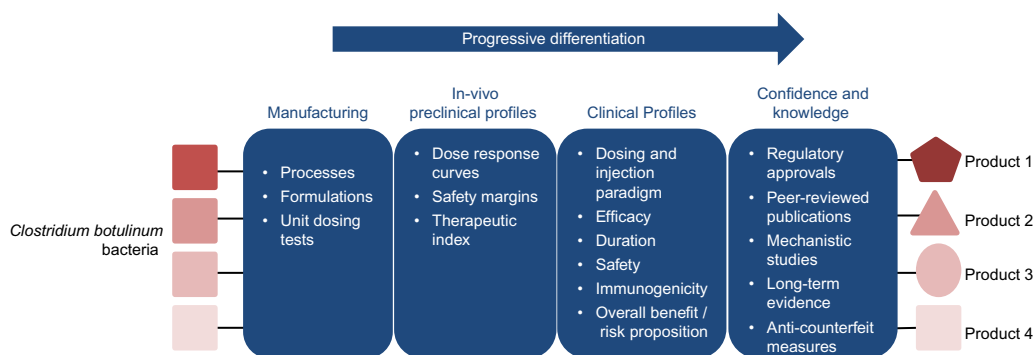 Progressive differentiation
Manufacturing
In-vivo
preclinical profiles
Clinical Profiles
Confidence and
knowledge
Clostridium botulinum
bacteria
• Processes
• Formulations
• Unit dosing
tests
• Dose response
curves
• Safety margins
• Therapeutic
index
• Dosing and
injection
paradigm
• Efficacy
• Duration
• Safety
• Immunogenicity
• Overall benefit /
risk proposition
• Regulatory
approvals
• Peer-reviewed
publications
• Mechanistic
studies
• Long-term
evidence
• Anti-counterfeit
measures
Product 1
Product 2
Product 3
Product 4